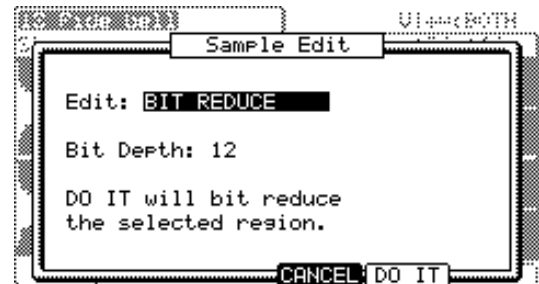 Sample Edit
Edit: BIT REDUCE
Bit Depth: 12
DO IT will bit reduce
the selected region.
CANCEL DO IT